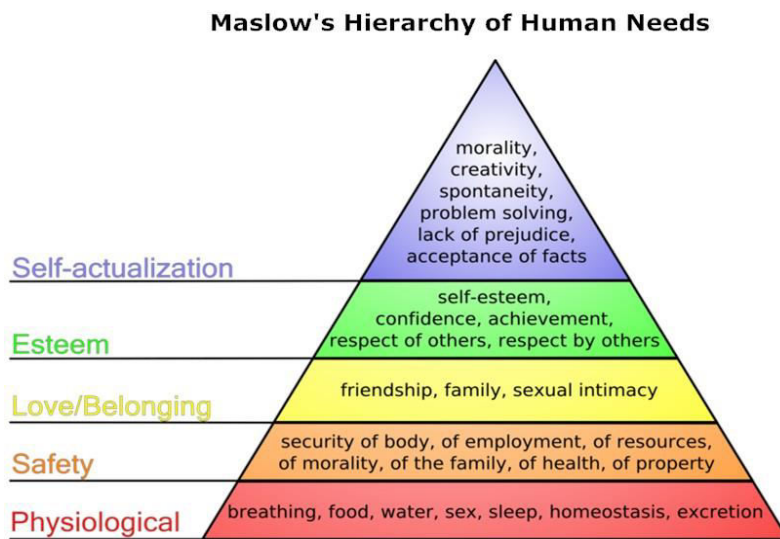 Maslow's Hierarchy of Human Needs
morality,
creativity,
spontaneity,
problem solving,
lack of prejudice,
acceptance of facts
Self-actualization
self-esteem,
confidence, achievement,
respect of others, respect by others
Esteem
friendship, family, sexual intimacy
Love/Belonging
security of body, of employment, of resources,
of morality, of the family, of health, of property
Safety
breathing, food, water, sex, sleep, homeostasis, excretion
Physiological